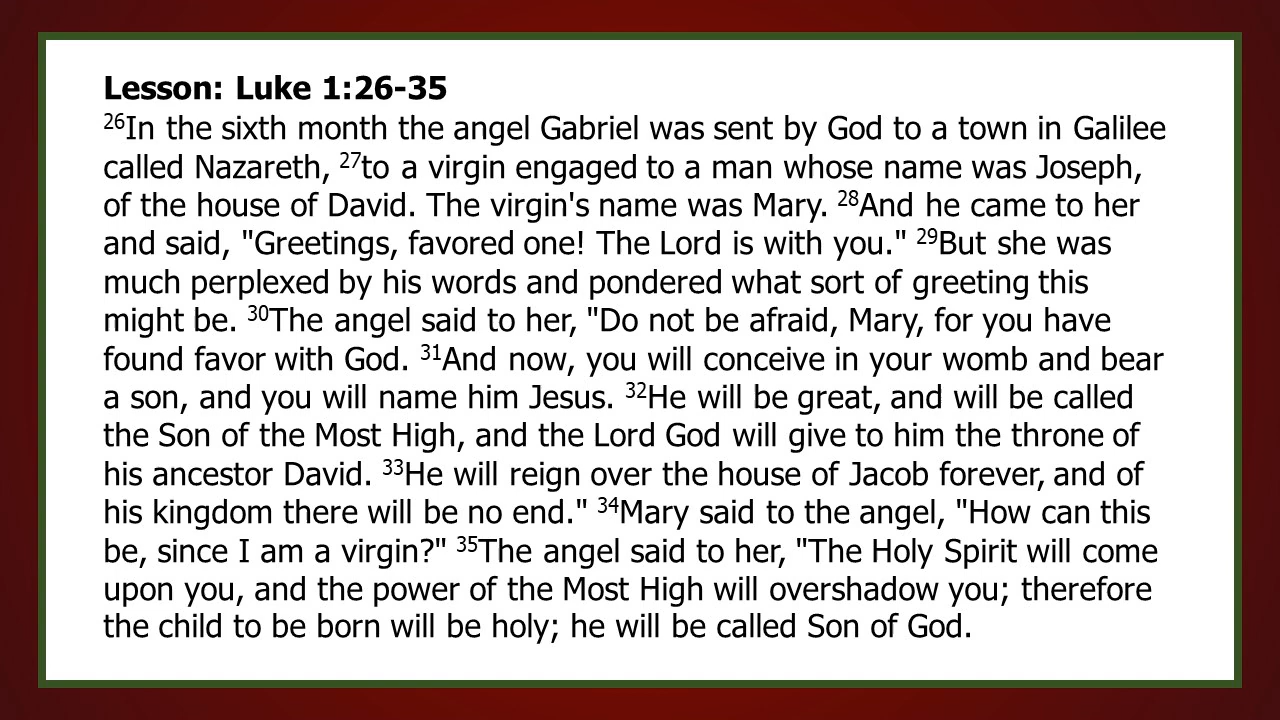 Lesson: Luke 1:26-35
26In the sixth month the angel Gabriel was sent by God to a town in Galilee
called Nazareth, 27to a virgin engaged to a man whose name was Joseph,
of the house of David. The virgin's name was Mary. 28And he came to her
and said, "Greetings, favored one! The Lord is with you." 29But she was
much perplexed by his words and pondered what sort of greeting this
might be. 30The angel said to her, "Do not be afraid, Mary, for you have
found favor with God. 31And now, you will conceive in your womb and bear
a son, and you will name him Jesus. 32He will be great, and will be called
the Son of the Most High, and the Lord God will give to him the throne of
his ancestor David. 33He will reign over the house of Jacob forever, and of
his kingdom there will be no end." 34Mary said to the angel, "How can this
be, since I am a virgin?" 35The angel said to her, "The Holy Spirit will come
upon you, and the power of the Most High will overshadow you; therefore
the child to be born will be holy; he will be called Son of God.